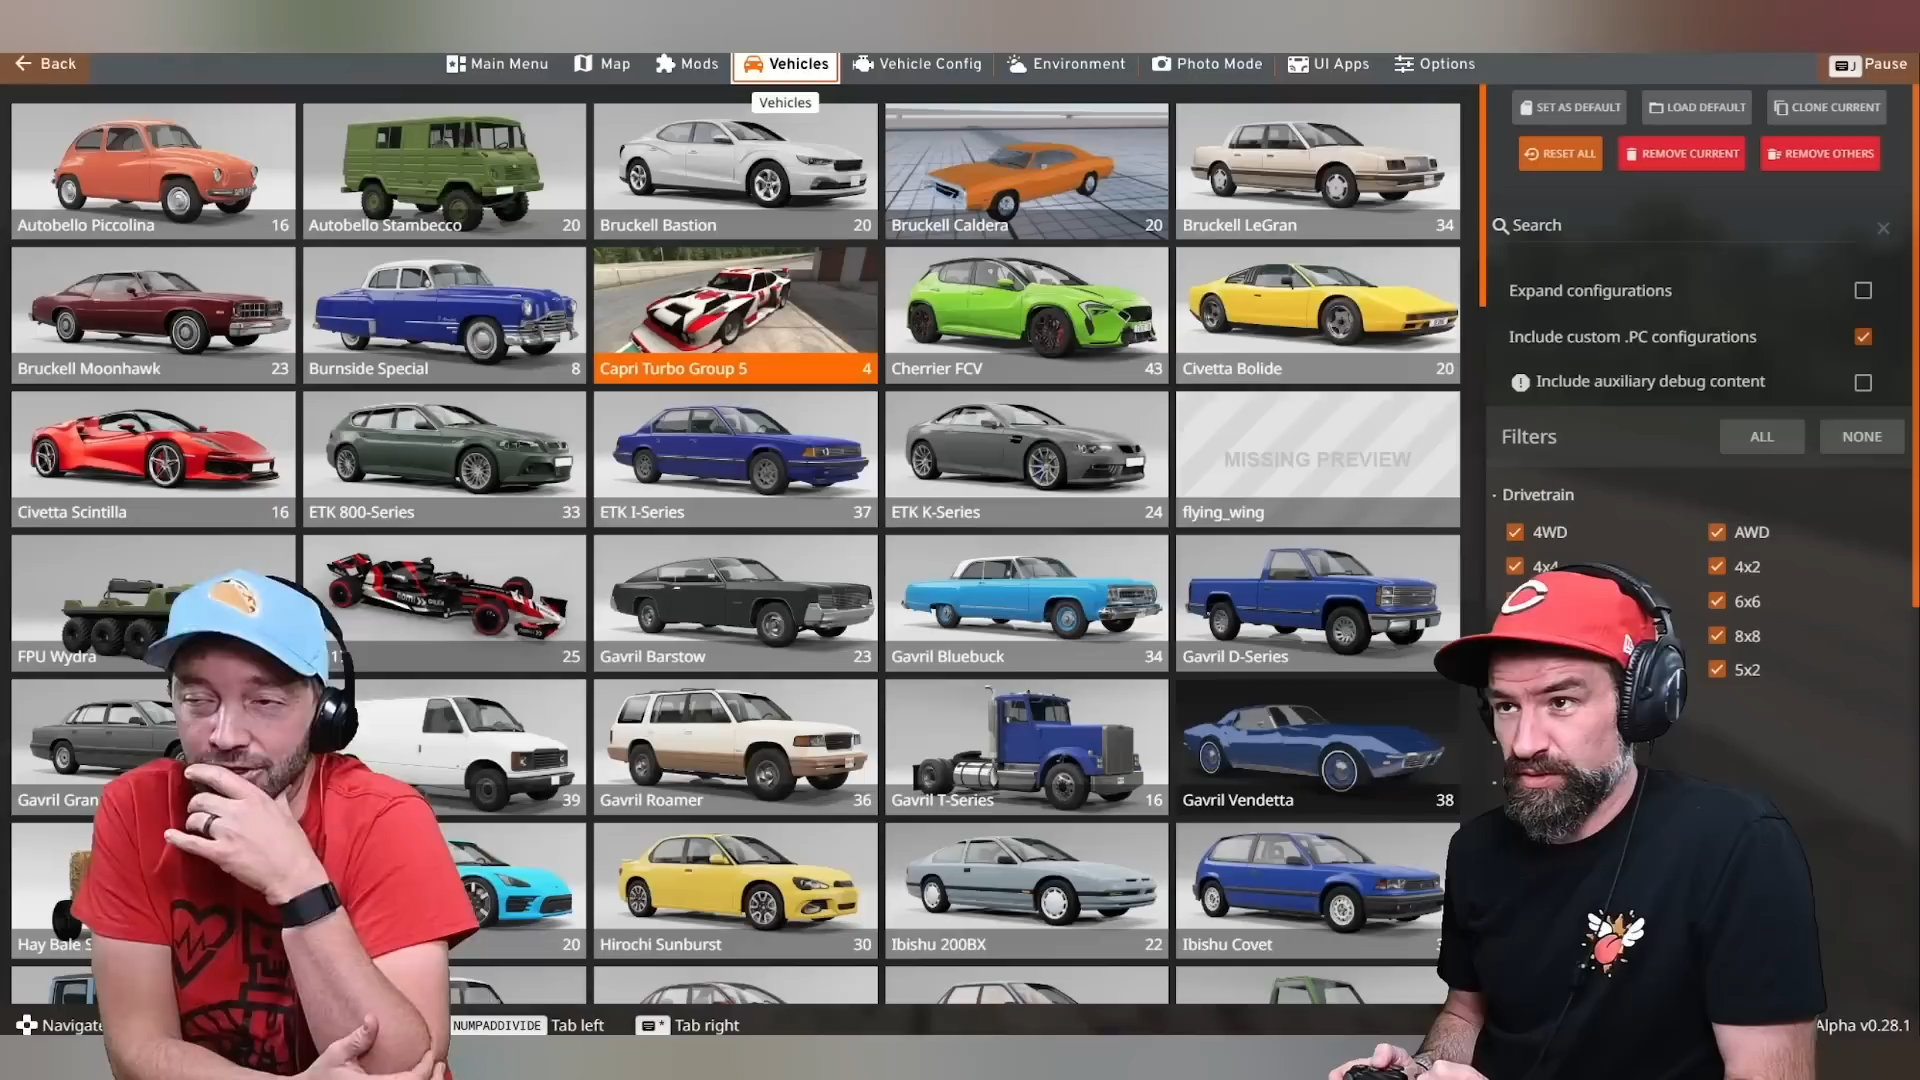 Back
Main Menu
Map
Mods
Vehicles
Vehicle Config
Environment
Photo Mode
UI Apps
Options
J
Pause
Vehicles
SET AS DEFAULT
LOAD DEFAULT
CLONE CURRENT
RESET ALL
REMOVE CURRENT
REMOVE OTHERS
Autobello Piccolina 16
Autobello Stambecco 20
Bruckell Bastion 20
Bruckell Caldera 20
Bruckell LeGran 34
Search
Expand configurations
Include custom .PC configurations
Include auxiliary debug content
Bruckell Moonhawk 23
Burnside Special 8
Capri Turbo Group 5 4
Cherrier FCV 43
Civetta Bolide 20
Filters
ALL
NONE
MISSING PREVIEW
Civetta Scintilla 16
ETK 800-Series 33
ETK I-Series 37
ETK K-Series 24
flying_wing
Drivetrain
4WD
AWD
4x4
4x2
6x6
8x8
5x2
FPU Wydra
25
Gavril Barstow 23
Gavril Bluebuck 34
Gavril D-Series
Gavril Gran
39
Gavril Roamer 36
Gavril T-Series 16
Gavril Vendetta 38
Hay Bale
20
Hirochi Sunburst 30
Ibishu 200BX 22
Ibishu Covet
Navigate
NUMPADDIVIDE
Tab left
*
Tab right
Alpha v0.28.1